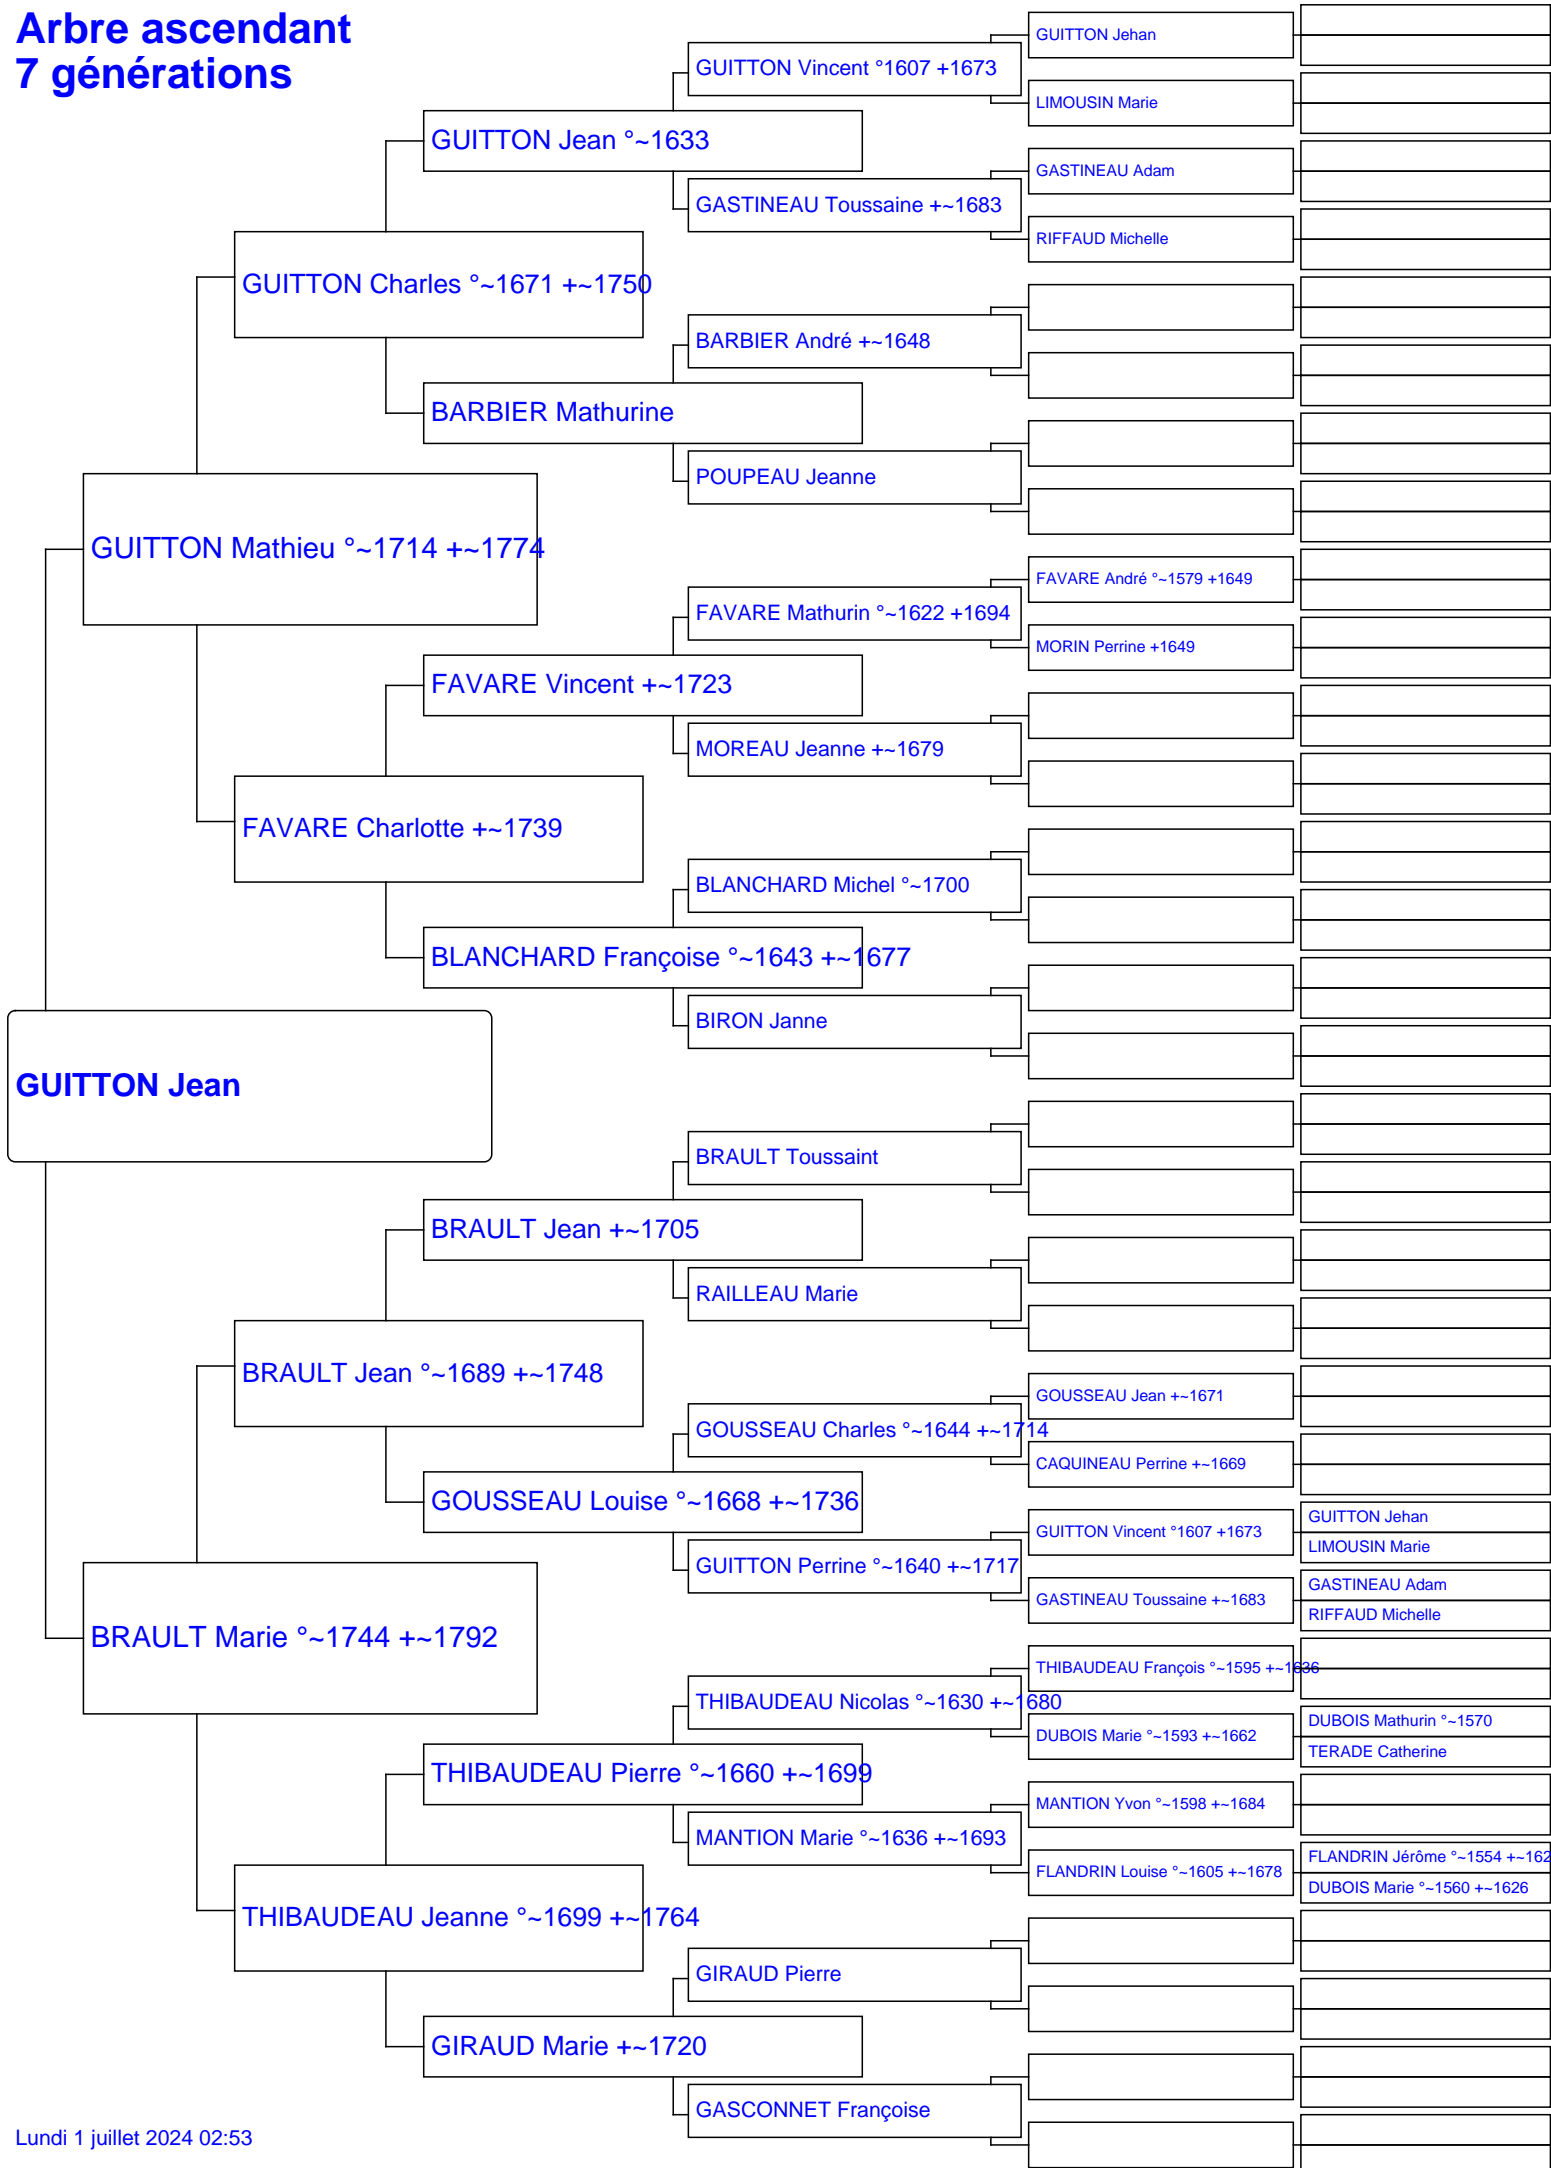 Arbre ascendant
7 générations
GUITTON Jean
GUITTON Mathieu °~1714 +~1774
BRAULT Marie °~1744 +~1792
GUITTON Charles °~1671 +~1750
FAVARE Charlotte +~1739
BRAULT Jean °~1689 +~1748
THIBAUDEAU Jeanne °~1699 +~1764
GUITTON Jean °~1633
BARBIER Mathurine
FAVARE Vincent +~1723
BLANCHARD Françoise °~1643 +~1677
BRAULT Jean +~1705
GOUSSEAU Louise °~1668 +~1736
THIBAUDEAU Pierre °~1660 +~1699
GIRAUD Marie +~1720
GUITTON Vincent °1607 +1673
GASTINEAU Toussaine +~1683
BARBIER André +~1648
POUPEAU Jeanne
FAVARE Mathurin °~1622 +1694
MOREAU Jeanne +~1679
BLANCHARD Michel °~1700
BIRON Janne
BRAULT Toussaint
RAILLEAU Marie
GOUSSEAU Charles °~1644 +~1714
GUITTON Perrine °~1640 +~1717
THIBAUDEAU Nicolas °~1630 +~1680
MANTION Marie °~1636 +~1693
GIRAUD Pierre
GASCONNET Françoise
GUITTON Jehan
LIMOUSIN Marie
GASTINEAU Adam
RIFFAUD Michelle
FAVARE André °~1579 +1649
MORIN Perrine +1649
GOUSSEAU Jean +~1671
CAQUINEAU Perrine +~1669
GUITTON Vincent °1607 +1673
GASTINEAU Toussaine +~1683
THIBAUDEAU François °~1595 +~1636
DUBOIS Marie °~1593 +~1662
MANTION Yvon °~1598 +~1684
FLANDRIN Louise °~1605 +~1678
GUITTON Jehan
LIMOUSIN Marie
GASTINEAU Adam
RIFFAUD Michelle
DUBOIS Mathurin °~1570
TERADE Catherine
FLANDRIN Jérôme °~1554 +~162
DUBOIS Marie °~1560 +~1626
Lundi 1 juillet 2024 02:53